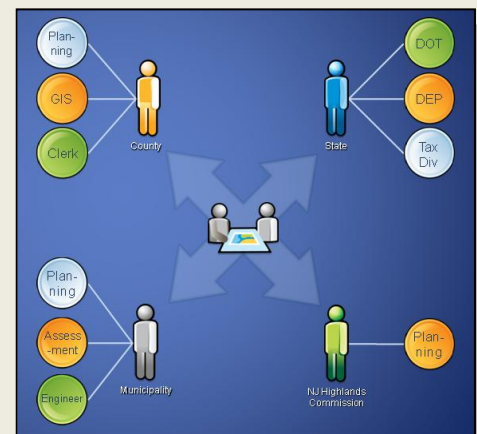 Plan-
ning
GIS
Clerk
County
DOT
DEP
Tax
Div
State
Plan-
ning
Assess
-ment
Engineer
Municipality
Plan-
ning
NJ Highlands
Commission